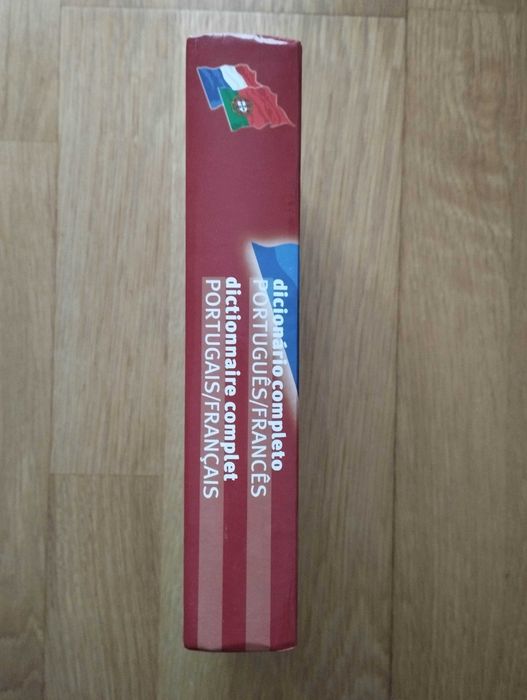 dicionário completo
PORTUGUÊS/FRANCÊS
dictionnaire complet
PORTUGAIS/FRANÇAIS